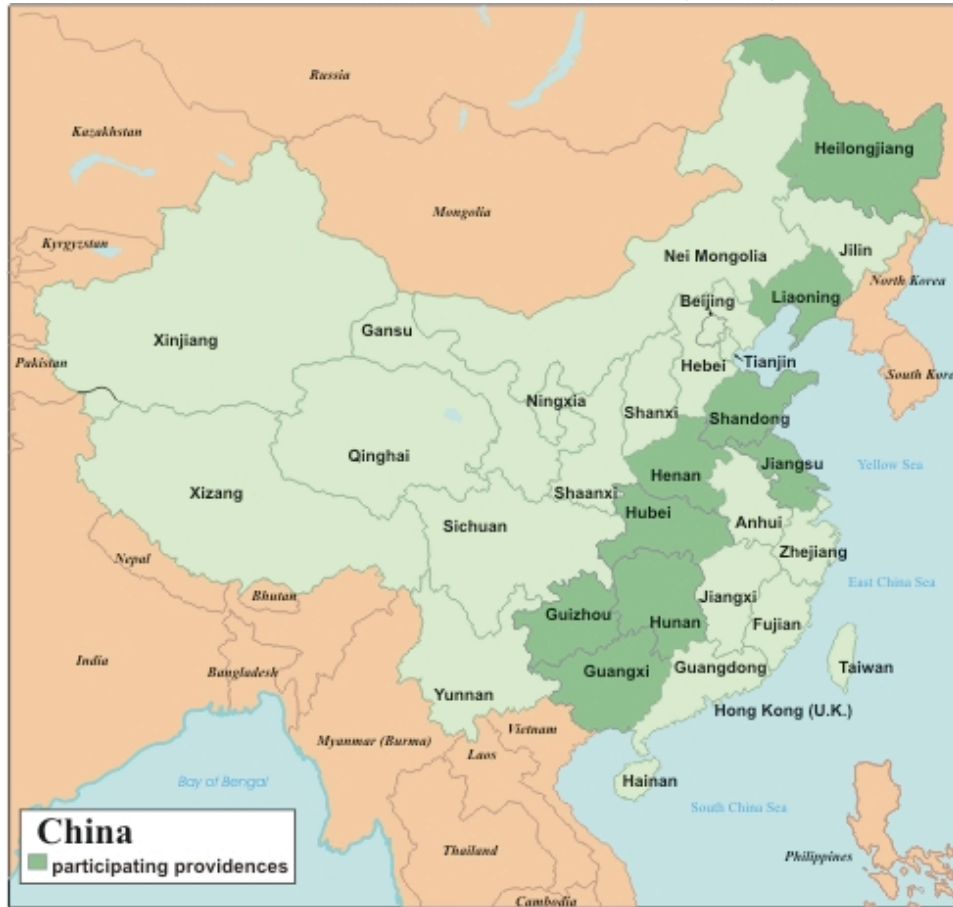 Russia
Kazakhstan
Heilongjiang
Mongolia
Kyrgyzstan
Jilin
Nei Mongolia
North Korea
Beijing
Liaoning
Gansu
Xinjiang
Pakistan
Hebei
Tianjin
South Kore
Ningxia
Shanxi
Shandong
Qinghai
Henan
Jiangsu
Yellow Sea
Xizang
Shaanxi
Hubei
Sichuan
Anhui
Zhejiang
Nepal
East China Sea
Bhutan
Jiangxi
Guizhou
Hunan
Fujian
India
Bangladesh
Guangxi
Guangdong
Taiwan
Yunnan
Hong Kong (U.K.)
Vietnam
Myanmar (Burma)
Laos
Bay of Bengal
Hainan
South China Sea
China
participating providences
Thailand
Philippines
Cambodia